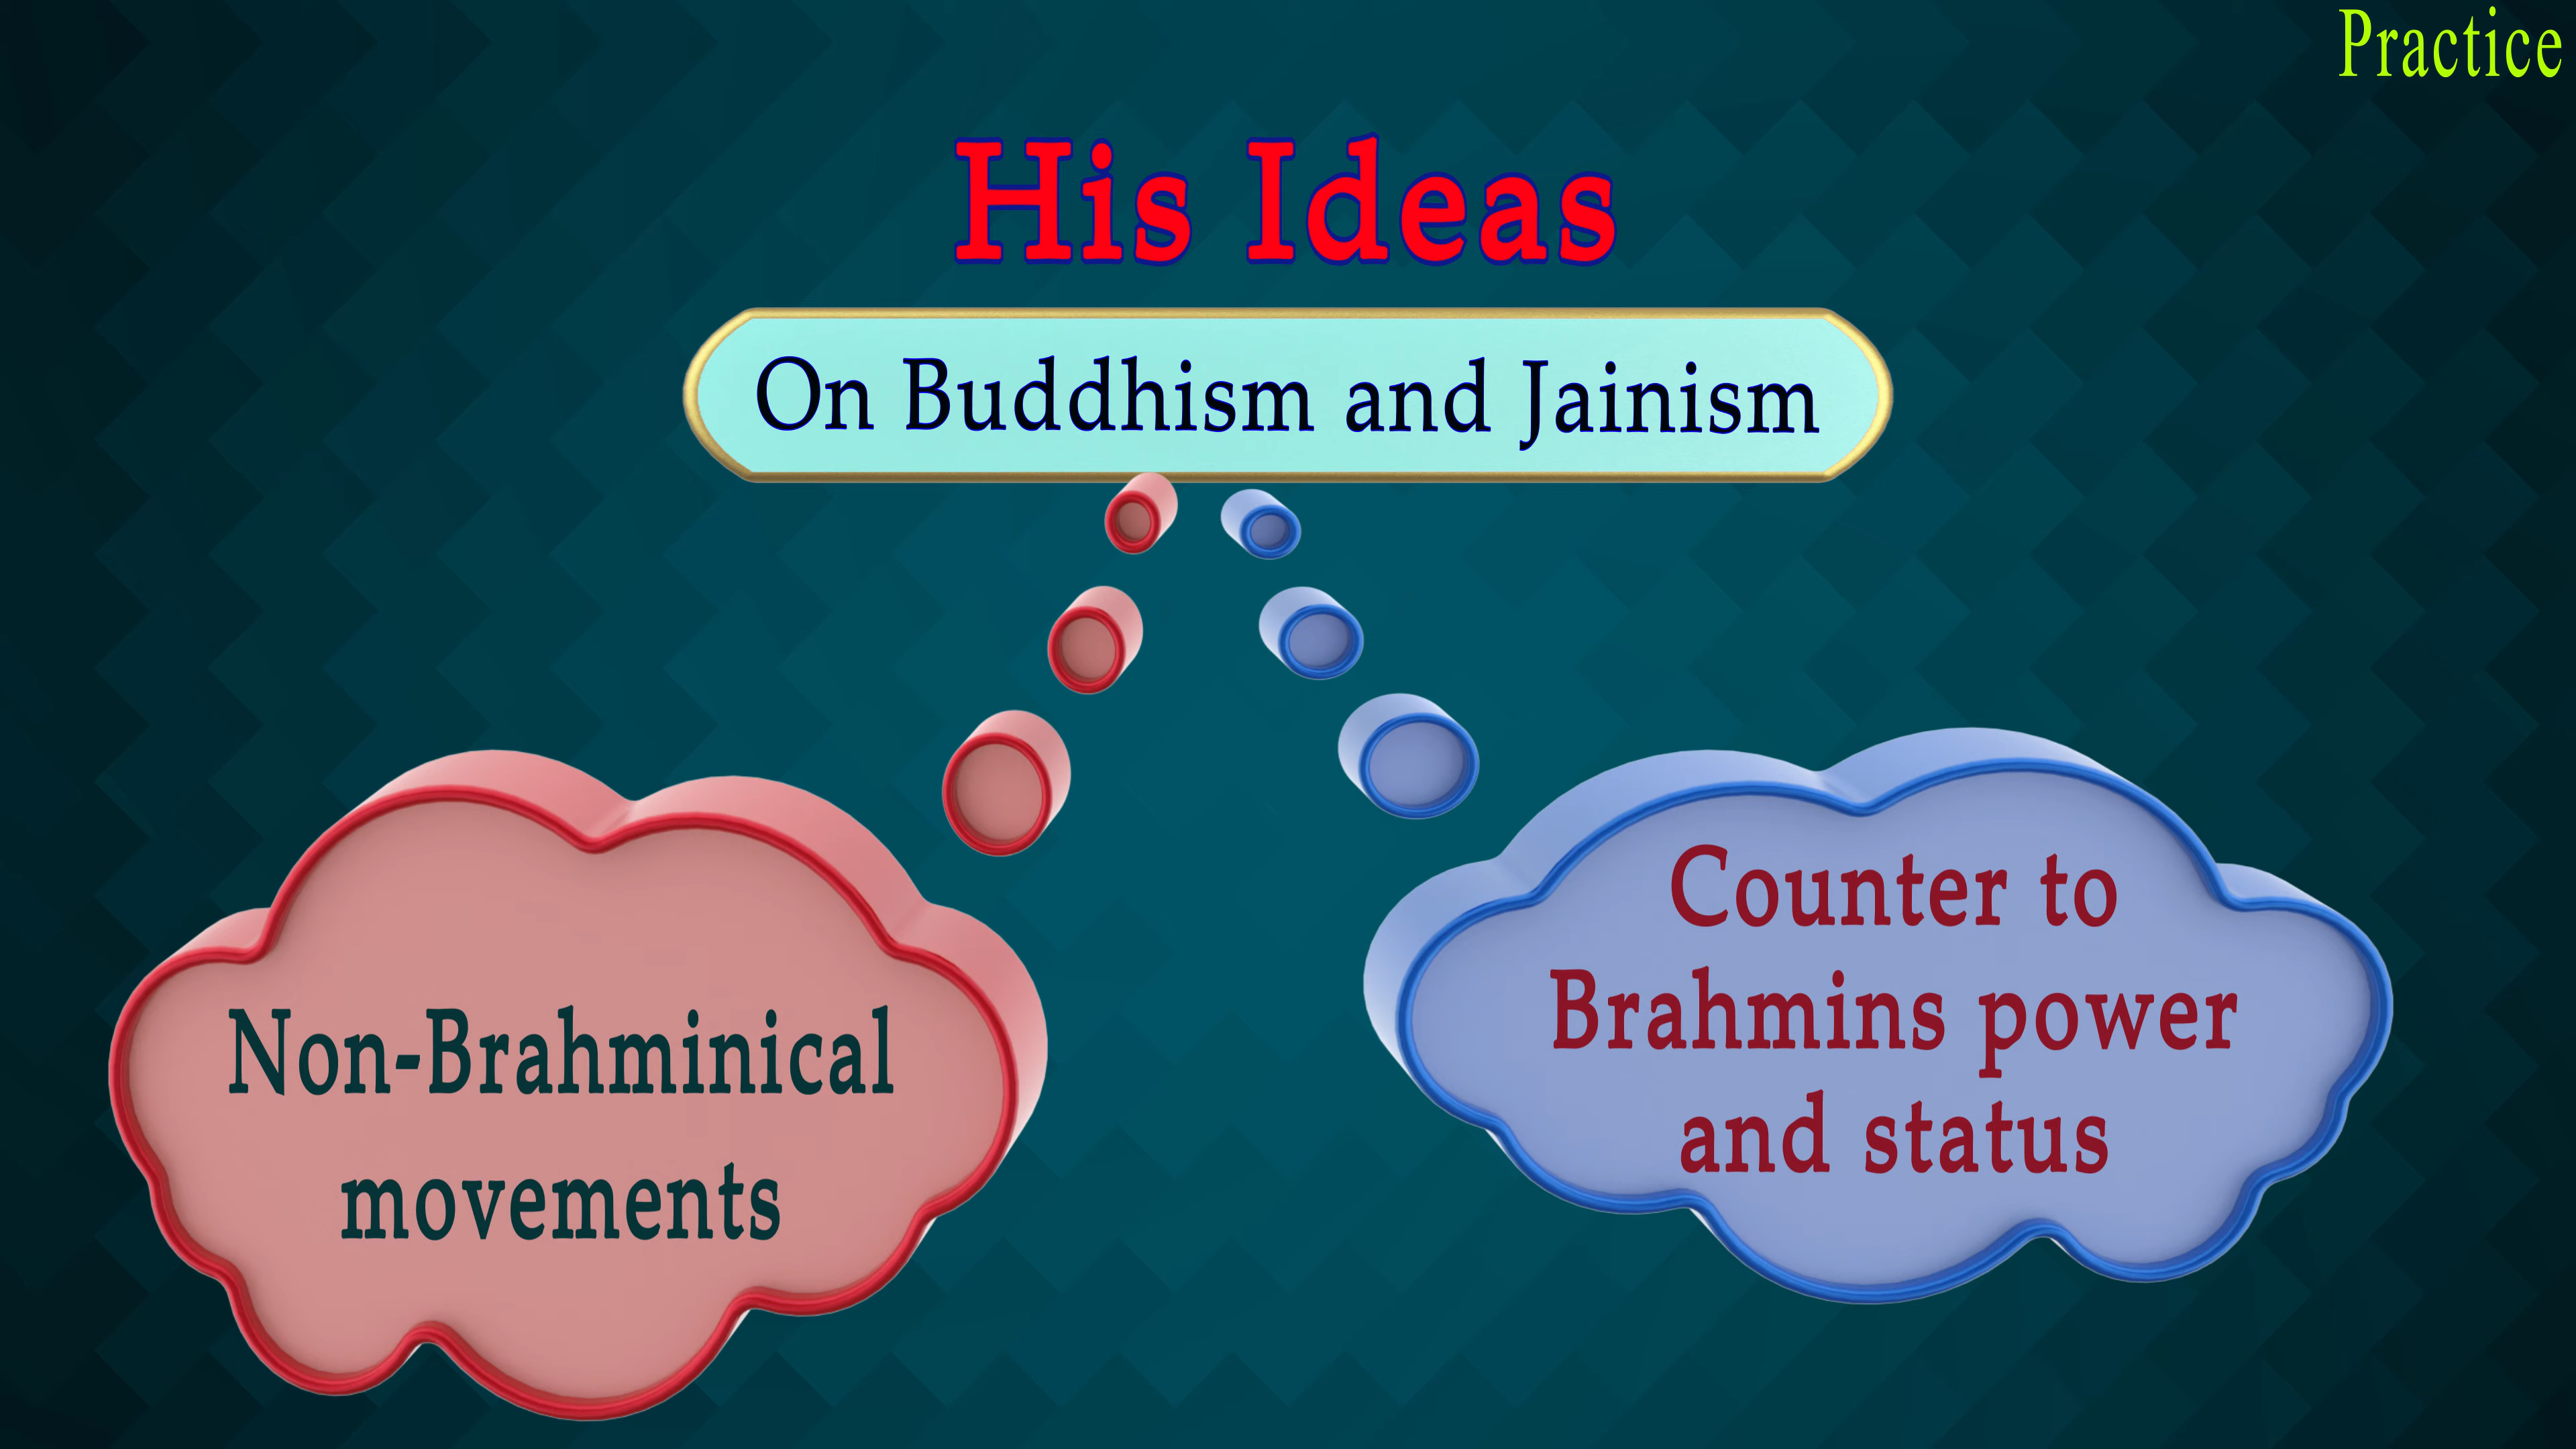 Practice
His Ideas
On Buddhism and Jainism
Non-Brahminical
movements
Counter to
Brahmins power
and status